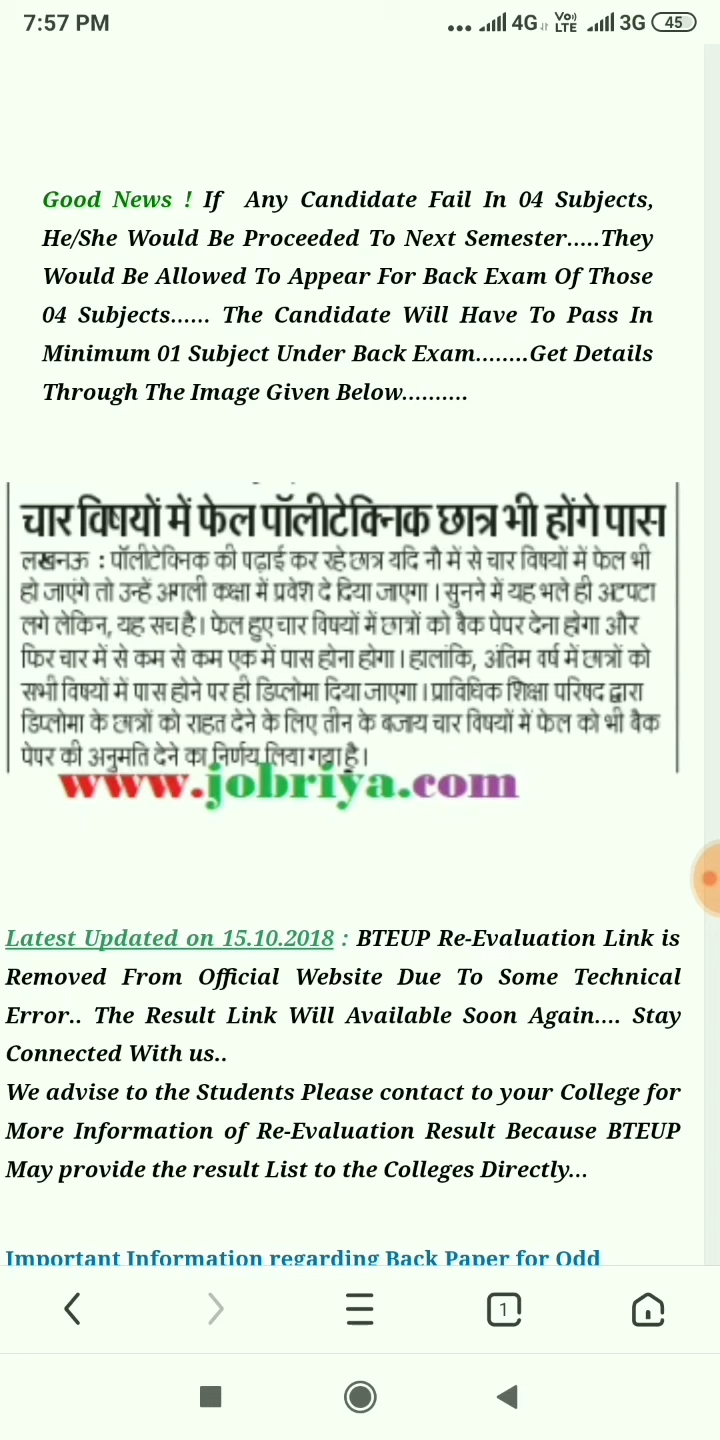 7:57 PM
4G VoLTE 3G 45
Good News ! If Any Candidate Fail In 04 Subjects,
He/She Would Be Proceeded To Next Semester.....They
Would Be Allowed To Appear For Back Exam Of Those
04 Subjects...... The Candidate Will Have To Pass In
Minimum 01 Subject Under Back Exam........Get Details
Through The Image Given Below..........
चार विषयों में फेल पॉलीटेक्निक छात्र भी होंगे पास
लखनऊ : पॉलीटेक्निक की पढ़ाई कर रहे छात्र यदि नौ में से चार विषयों में फेल भी
हो जाएंगे तो उन्हें अगली कक्षा में प्रवेश दे दिया जाएगा। सुनने में यह भले ही अटपटा
लगे लेकिन, यह सच है। फेल हुए चार विषयों में छात्रों को बैक पेपर देना होगा और
फिर चार में से कम से कम एक में पास होना होगा। हालांकि, अंतिम वर्ष में छात्रों को
सभी विषयों में पास होने पर ही डिप्लोमा दिया जाएगा। प्राविधिक शिक्षा परिषद द्वारा
डिप्लोमा के छात्रों को राहत देने के लिए तीन के बजाय चार विषयों में फेल को भी बैक
पेपर की अनुमति देने का निर्णय लिया गया है।
www.jobriya.com
Latest Updated on 15.10.2018 : BTEUP Re-Evaluation Link is
Removed From Official Website Due To Some Technical
Error.. The Result Link Will Available Soon Again.... Stay
Connected With us..
We advise to the Students Please contact to your College for
More Information of Re-Evaluation Result Because BTEUP
May provide the result List to the Colleges Directly...
Important Information regarding Back Paper for Odd
1